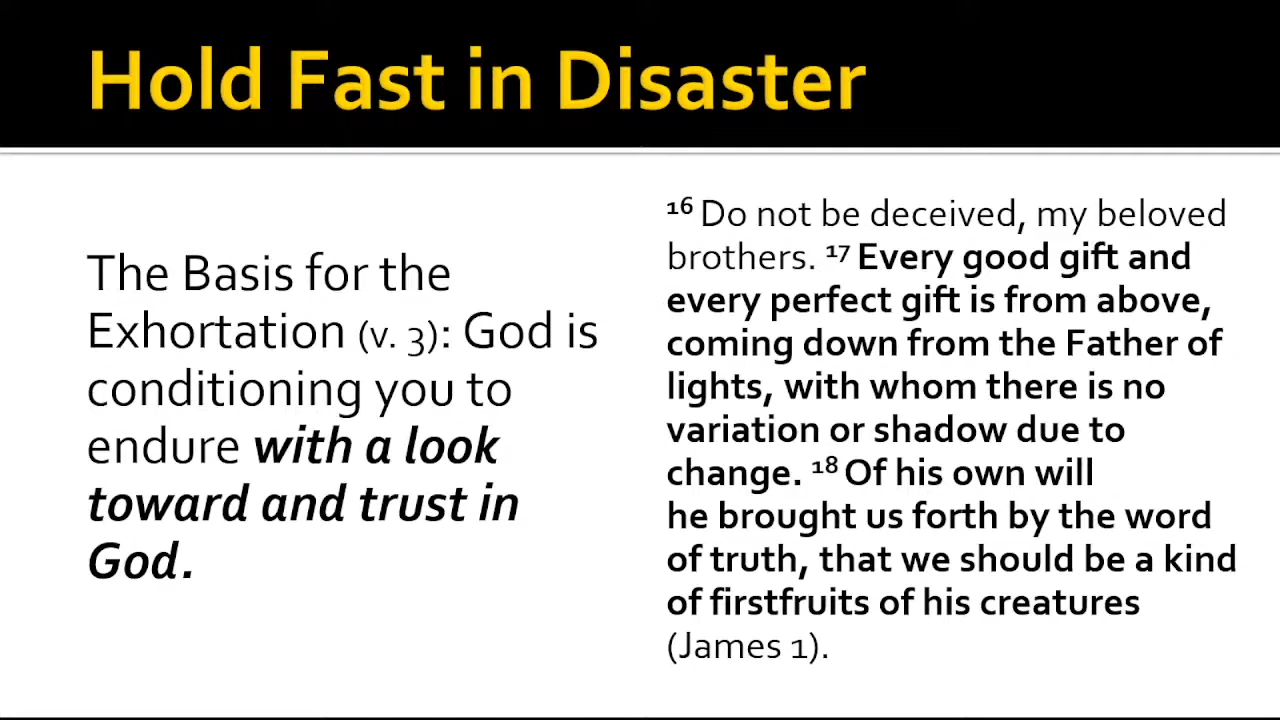 Hold Fast in Disaster
The Basis for the
Exhortation (v. 3): God is
conditioning you to
endure with a look
toward and trust in
God.
16 Do not be deceived, my beloved
brothers. 17 Every good gift and
every perfect gift is from above,
coming down from the Father of
lights, with whom there is no
variation or shadow due to
change. 18 Of his own will
he brought us forth by the word
of truth, that we should be a kind
of firstfruits of his creatures
(James 1).